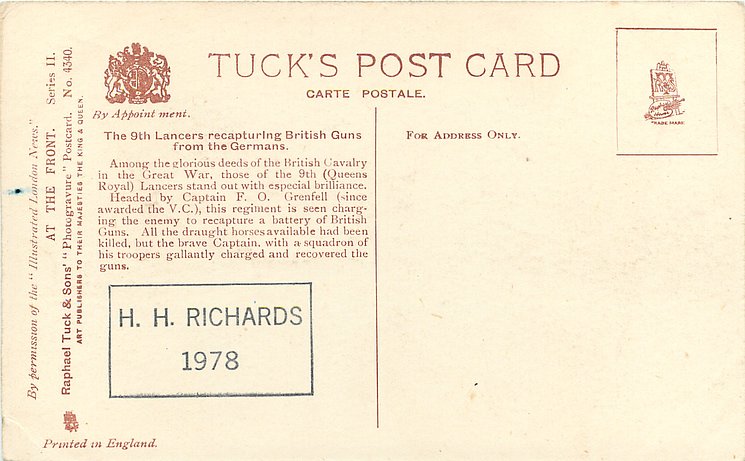 By permission of the "Illustrated London News."
AT THE FRONT. Series II.
Raphael Tuck & Sons' "Photogravure" Postcard. No. 4340.
ART PUBLISHERS TO THEIR MAJESTIES THE KING & QUEEN.
Printed in England.
By Appointment.
TUCK'S POST CARD
CARTE POSTALE.
The 9th Lancers recapturing British Guns
from the Germans.
Among the glorious deeds of the British Cavalry
in the Great War, those of the 9th (Queens
Royal) Lancers stand out with especial brilliance.
Headed by Captain F. O. Grenfell (since
awarded the V.C.), this regiment is seen charg-
ing the enemy to recapture a battery of British
Guns. All the draught horses available had been
killed, but the brave Captain, with a squadron of
his troopers gallantly charged and recovered the
guns.
H. H. RICHARDS
1978
FOR ADDRESS ONLY.
TRADE MARK